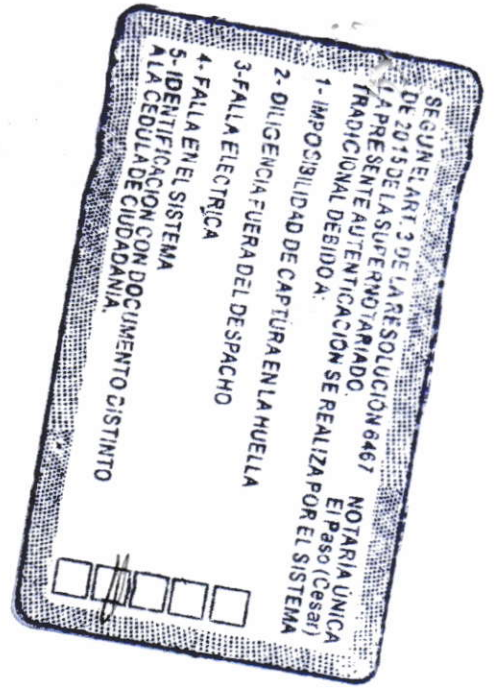 SEGUN EL ART. 3 DE LA RESOLUCIÓN 6467
DE 2015 DE LA SUPERNOTARIADO.
LA PRESENTE AUTENTICACIÓN SE REALIZA POR EL SISTEMA
TRADICIONAL DEBIDO A:
NOTARIA ÚNICA
El Paso (Cesar)
1- IMPOSIBILIDAD DE CAPTURA EN LA HUELLA
2- DILIGENCIA FUERA DEL DESPACHO
3- FALLA ELECTRICA
4- FALLA EN EL SISTEMA
5- IDENTIFICACION CON DOCUMENTO DISTINTO
A LA CEDULA DE CIUDADANIA.